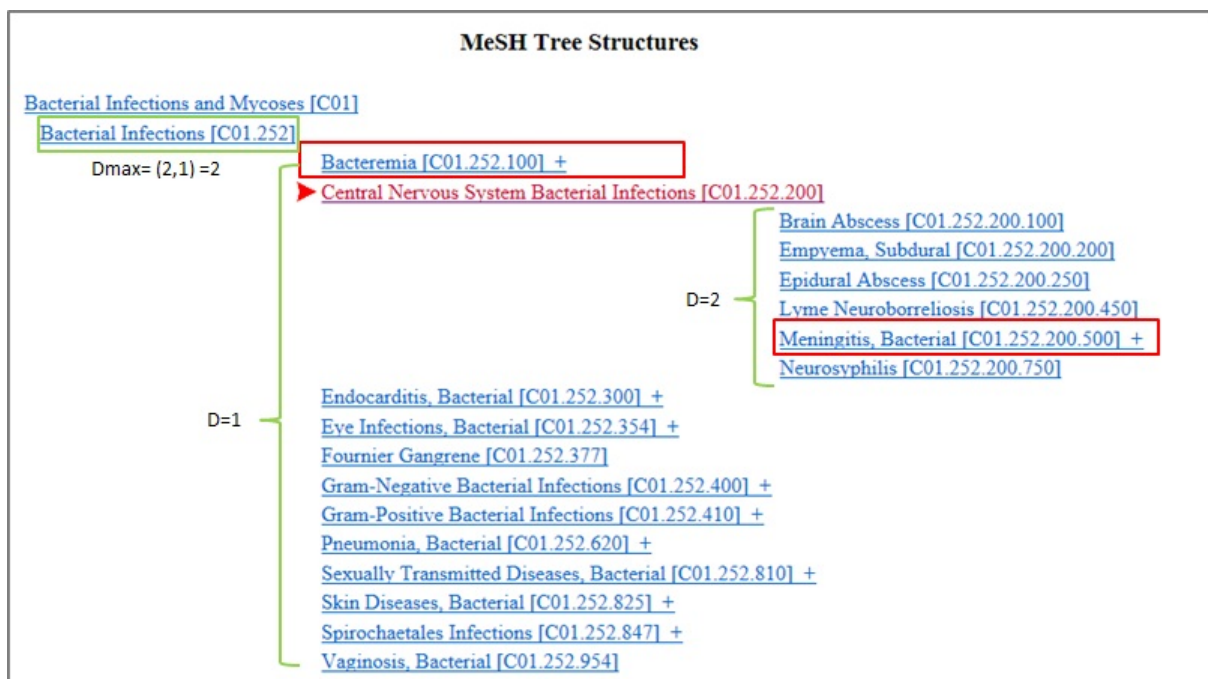 MeSH Tree Structures
Bacterial Infections and Mycoses [C01]
Bacterial Infections [C01.252]
Dmax= (2,1) =2
Bacteremia [C01.252.100] +
Central Nervous System Bacterial Infections [C01.252.200]
Brain Abscess [C01.252.200.100]
Empyema, Subdural [C01.252.200.200]
Epidural Abscess [C01.252.200.250]
D=2
Lyme Neuroborreliosis [C01.252.200.450]
Meningitis, Bacterial [C01.252.200.500] +
Neurosyphilis [C01.252.200.750]
Endocarditis, Bacterial [C01.252.300] +
D=1
Eye Infections, Bacterial [C01.252.354] +
Fournier Gangrene [C01.252.377]
Gram-Negative Bacterial Infections [C01.252.400] +
Gram-Positive Bacterial Infections [C01.252.410] +
Pneumonia, Bacterial [C01.252.620] +
Sexually Transmitted Diseases, Bacterial [C01.252.810] +
Skin Diseases, Bacterial [C01.252.825] +
Spirochaetales Infections [C01.252.847] +
Vaginosis, Bacterial [C01.252.954]